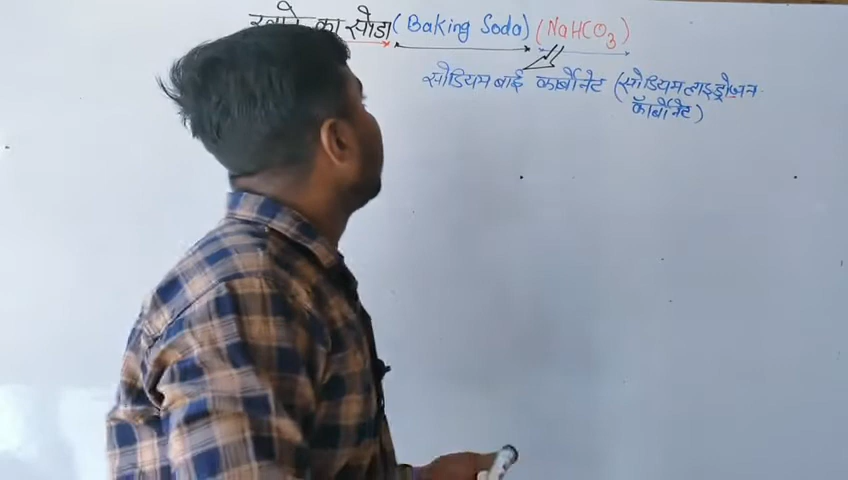 खाने का सोडा (Baking Soda) (NaHCO3)
सोडियम बाई कार्बोनेट (सोडियम हाइड्रोजन
कार्बोनेट)